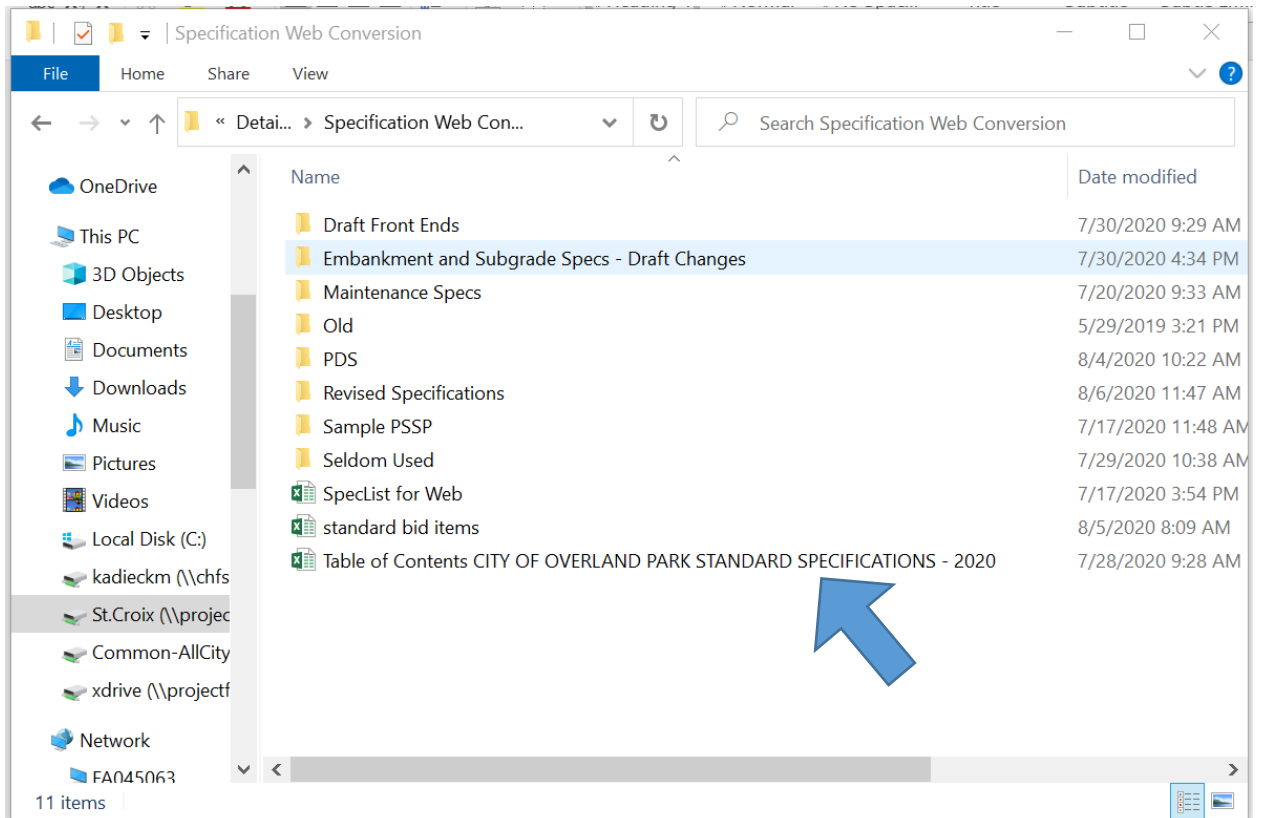 Specification Web Conversion
File Home Share View
« Detai... > Specification Web Con... Search Specification Web Conversion
Name Date modified
OneDrive
This PC
3D Objects
Desktop
Documents
Downloads
Music
Pictures
Videos
Local Disk (C:)
kadieckm (\\chfs
St.Croix (\\projec
Common-AllCity
xdrive (\\projectf
Network
EA045063
Draft Front Ends 7/30/2020 9:29 AM
Embankment and Subgrade Specs - Draft Changes 7/30/2020 4:34 PM
Maintenance Specs 7/20/2020 9:33 AM
Old 5/29/2019 3:21 PM
PDS 8/4/2020 10:22 AM
Revised Specifications 8/6/2020 11:47 AM
Sample PSSP 7/17/2020 11:48 AM
Seldom Used 7/29/2020 10:38 AM
SpecList for Web 7/17/2020 3:54 PM
standard bid items 8/5/2020 8:09 AM
Table of Contents CITY OF OVERLAND PARK STANDARD SPECIFICATIONS - 2020 7/28/2020 9:28 AM
11 items